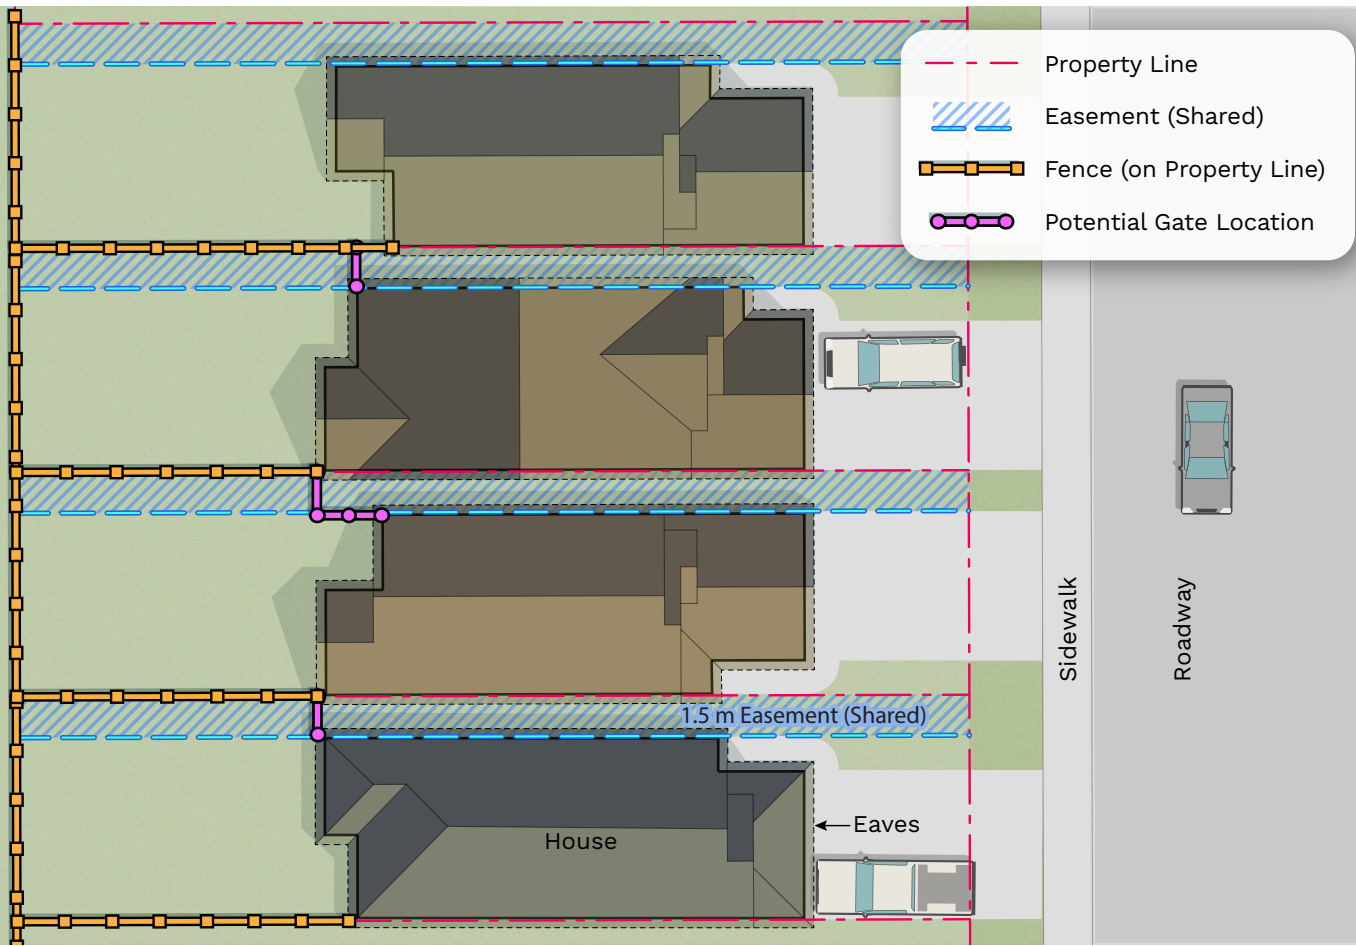 Property Line
Easement (Shared)
Fence (on Property Line)
Potential Gate Location
Sidewalk
Roadway
1.5 m Easement (Shared)
Eaves
House